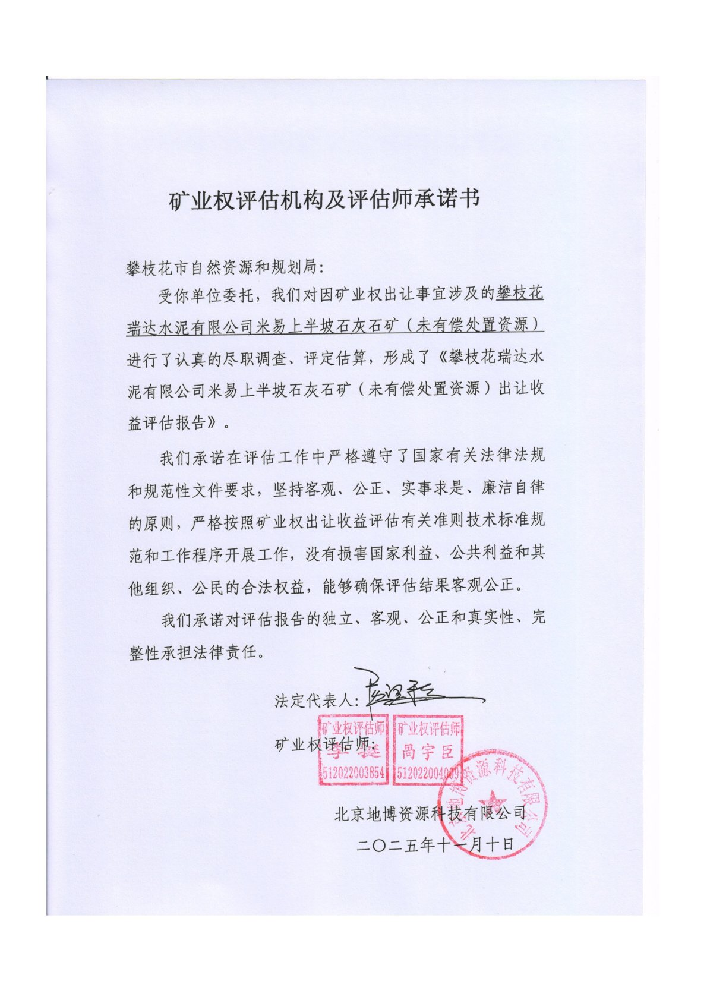 矿业权评估机构及评估师承诺书
攀枝花市自然资源和规划局：
受你单位委托，我们对因矿业权出让事宜涉及的攀枝花
瑞达水泥有限公司米易上半坡石灰石矿（未有偿处置资源）
进行了认真的尽职调查、评定估算，形成了《攀枝花瑞达水
泥有限公司米易上半坡石灰石矿（未有偿处置资源）出让收
益评估报告》。
我们承诺在评估工作中严格遵守了国家有关法律法规
和规范性文件要求，坚持客观、公正、实事求是、廉洁自律
的原则，严格按照矿业权出让收益评估有关准则技术标准规
范和工作程序开展工作，没有损害国家利益、公共利益和其
他组织、公民的合法权益，能够确保评估结果客观公正。
我们承诺对评估报告的独立、客观、公正和真实性、完
整性承担法律责任。
法定代表人：
矿业权评估师：
矿业权评估师
李挺
512022003854
矿业权评估师
咼宇臣
512022004009
北京地博资源科技有限公司
北京地博资源科技有限公司
二〇二五年十一月十日